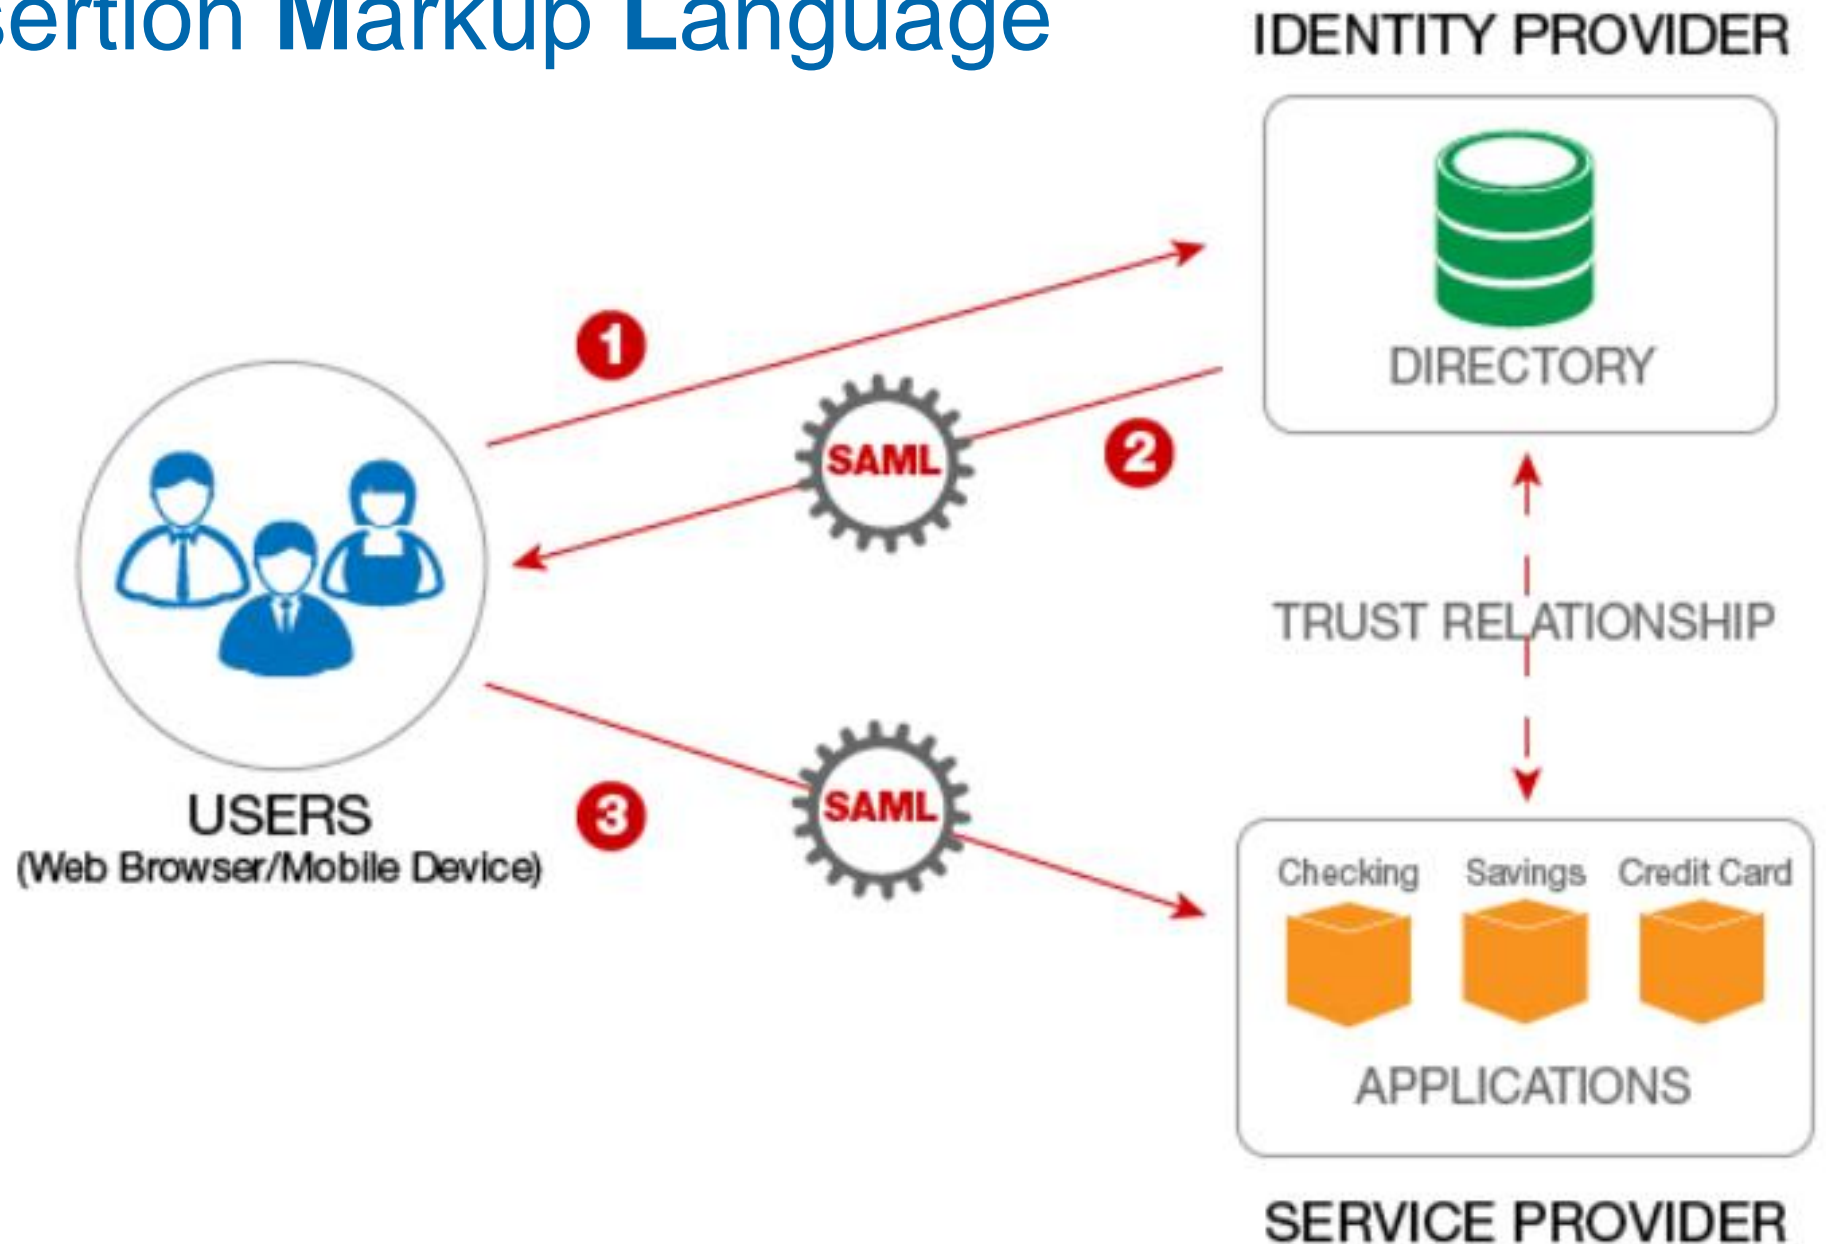 sertion Markup Language
IDENTITY PROVIDER
DIRECTORY
1
SAML
2
TRUST RELATIONSHIP
USERS
(Web Browser/Mobile Device)
3
SAML
Checking Savings Credit Card
APPLICATIONS
SERVICE PROVIDER